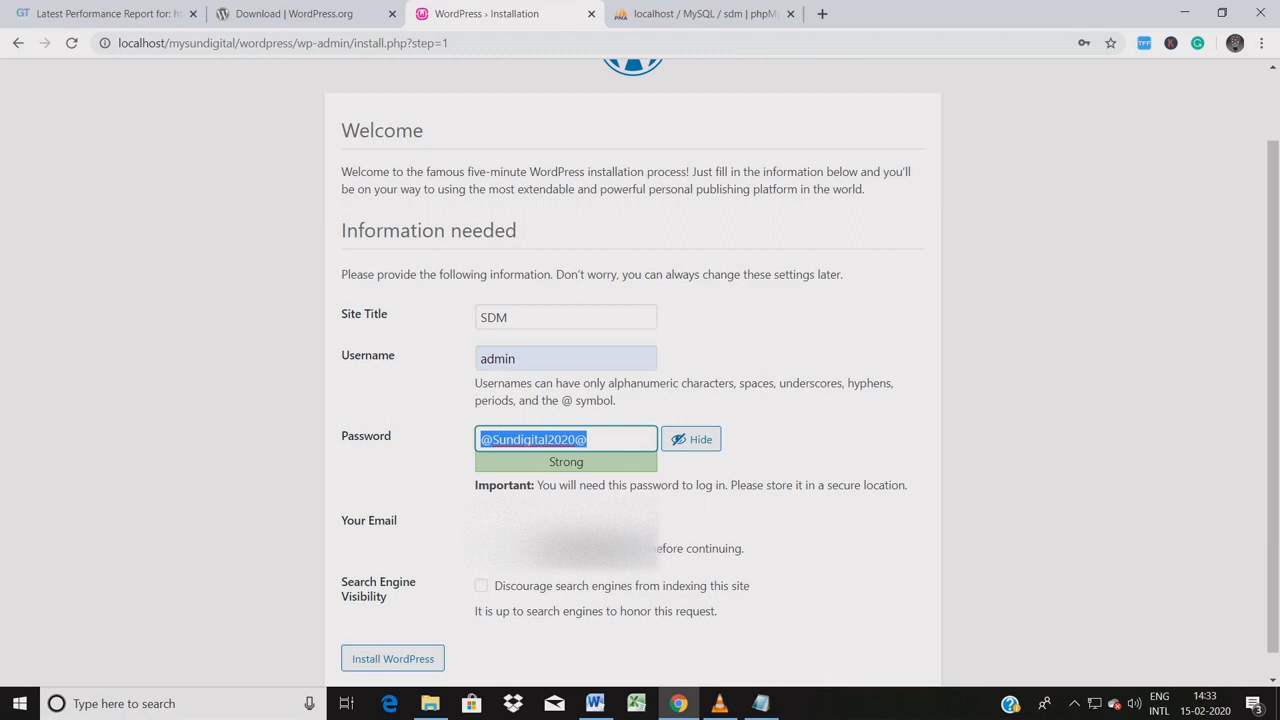 Latest Performance Report for: h
Download | WordPress.org
WordPress › Installation
localhost / MySQL / sdm | phpM
localhost/mysundigital/wordpress/wp-admin/install.php?step=1
Welcome
Welcome to the famous five-minute WordPress installation process! Just fill in the information below and you'll
be on your way to using the most extendable and powerful personal publishing platform in the world.
Information needed
Please provide the following information. Don't worry, you can always change these settings later.
Site Title
SDM
Username
admin
Usernames can have only alphanumeric characters, spaces, underscores, hyphens,
periods, and the @ symbol.
Password
@Sundigital2020@
Hide
Strong
Important: You will need this password to log in. Please store it in a secure location.
Your Email
efore continuing.
Search Engine
Visibility
Discourage search engines from indexing this site
It is up to search engines to honor this request.
Install WordPress
Type here to search
ENG
INTL
14:33
15-02-2020
3